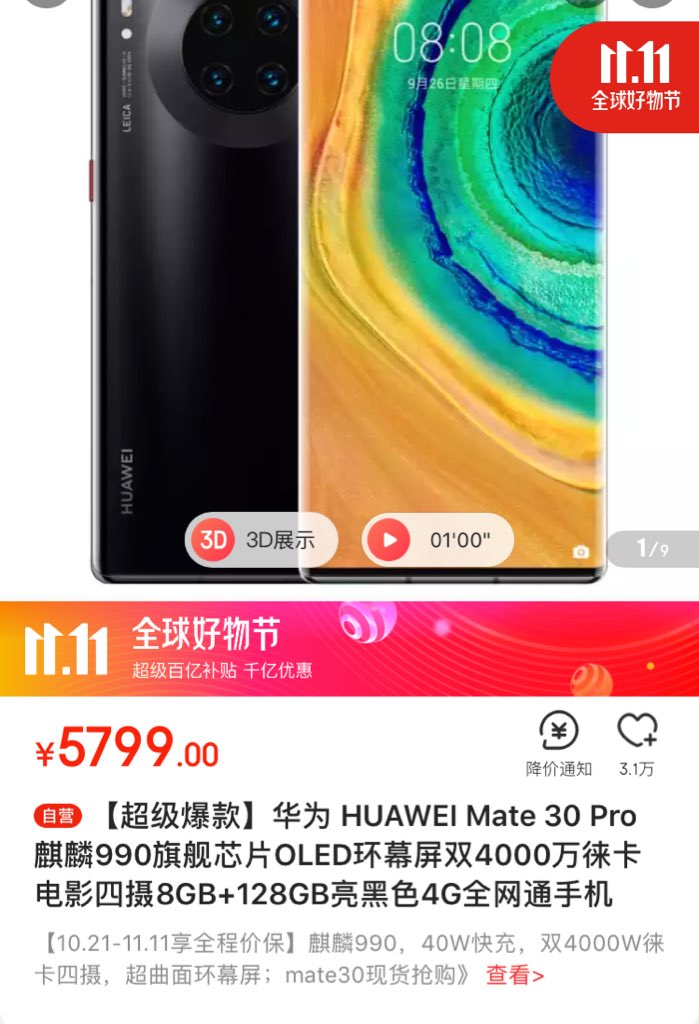 08:08
9月26日星期四
11.11
全球好物节
LEICA
HUAWEI
3D
3D展示
01'00"
1/9
11.11
全球好物节
超级百亿补贴 千亿优惠
¥5799.00
降价通知
3.1万
自营 【超级爆款】华为 HUAWEI Mate 30 Pro
麒麟990旗舰芯片OLED环幕屏双4000万徕卡
电影四摄8GB+128GB亮黑色4G全网通手机
【10.21-11.11享全程价保】麒麟990，40W快充，双4000W徕
卡四摄，超曲面环幕屏；mate30现货抢购》 查看>